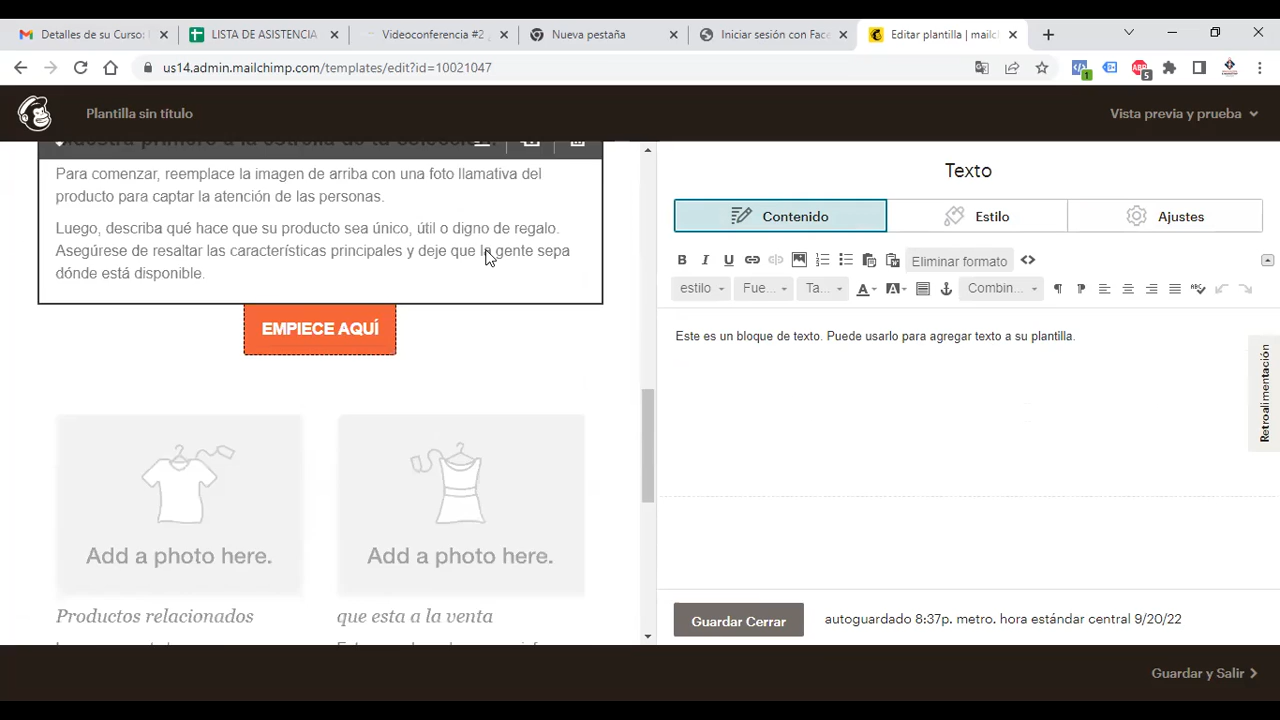 Detalles de su Curso:
LISTA DE ASISTENCIA
Videoconferencia #2
Nueva pestaña
Iniciar sesión con Face
Editar plantilla | mailch
us14.admin.mailchimp.com/templates/edit?id=10021047
1
5
Plantilla sin título
Vista previa y prueba
Para comenzar, reemplace la imagen de arriba con una foto llamativa del
producto para captar la atención de las personas.
Luego, describa qué hace que su producto sea único, útil o digno de regalo.
Asegúrese de resaltar las características principales y deje que la gente sepa
dónde está disponible.
EMPIECE AQUÍ
Add a photo here.
Add a photo here.
Productos relacionados
que esta a la venta
Texto
Contenido
Estilo
Ajustes
Eliminar formato
estilo
Fue...
Ta...
Combin...
Este es un bloque de texto. Puede usarlo para agregar texto a su plantilla.
Retroalimentación
Guardar Cerrar
autoguardado 8:37p. metro. hora estándar central 9/20/22
Guardar y Salir